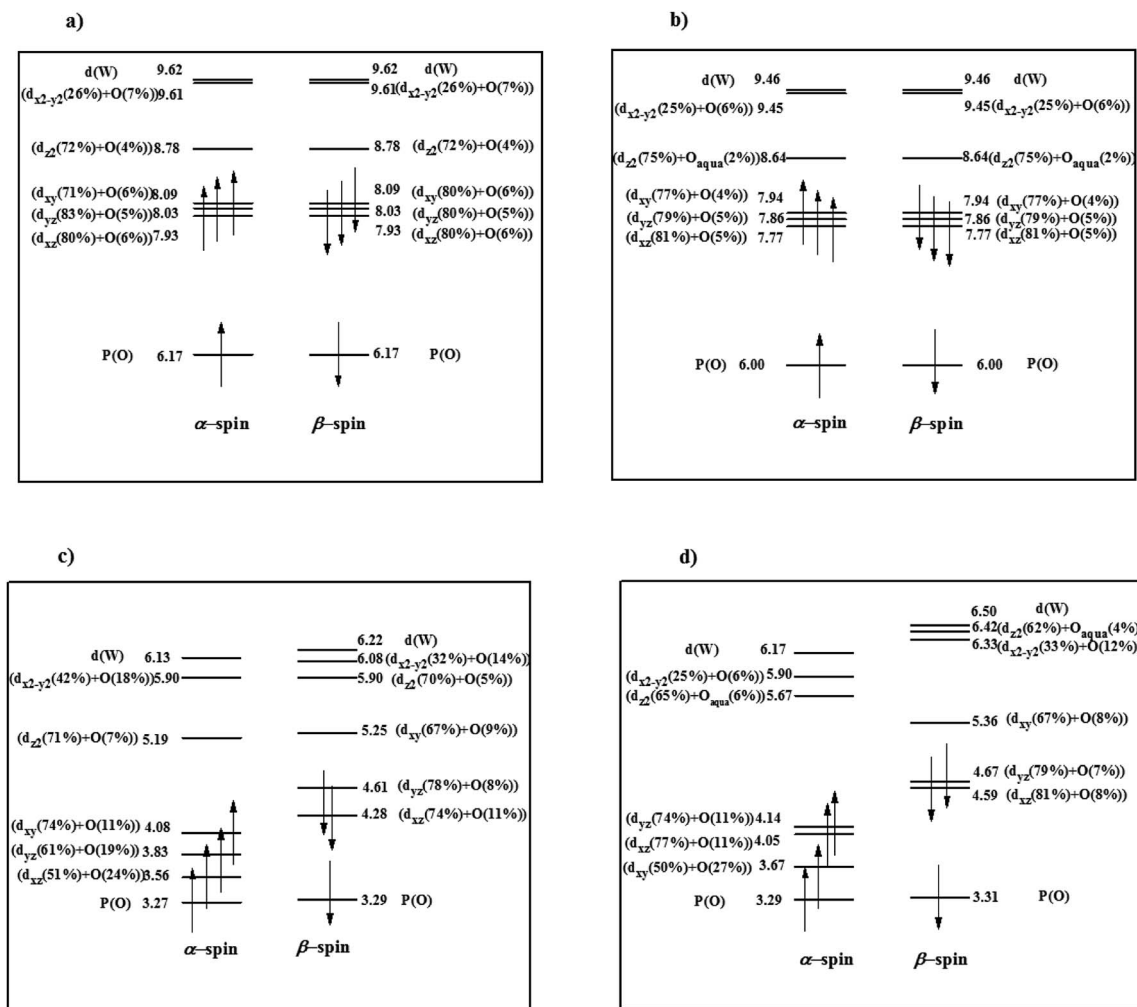 a)
d(W) 9.62 9.62 d(W)
(dx2-y2(26%)+O(7%))9.61 9.61(dx2-y2(26%)+O(7%))
(dz2(72%)+O(4%))8.78 8.78 (dz2(72%)+O(4%))
(dxy(71%)+O(6%))8.09 8.09 (dxy(80%)+O(6%))
(dyz(83%)+O(5%))8.03 8.03 (dyz(80%)+O(5%))
(dxz(80%)+O(6%))7.93 7.93 (dxz(80%)+O(6%))
P(O) 6.17 6.17 P(O)
α–spin β–spin
b)
d(W) 9.46 9.46 d(W)
(dx2-y2(25%)+O(6%)) 9.45 9.45(dx2-y2(25%)+O(6%))
(dz2(75%)+Oaqua(2%))8.64 8.64(dz2(75%)+Oaqua(2%))
(dxy(77%)+O(4%)) 7.94 7.94 (dxy(77%)+O(4%))
(dyz(79%)+O(5%)) 7.86 7.86 (dyz(79%)+O(5%))
(dxz(81%)+O(5%)) 7.77 7.77 (dxz(81%)+O(5%))
P(O) 6.00 6.00 P(O)
α–spin β–spin
c)
6.22 d(W)
d(W) 6.13 6.08(dx2-y2(32%)+O(14%))
(dx2-y2(42%)+O(18%))5.90 5.90 (dz2(70%)+O(5%))
(dz2(71%)+O(7%)) 5.19 5.25 (dxy(67%)+O(9%))
4.61 (dyz(78%)+O(8%))
4.28 (dxz(74%)+O(11%))
(dxy(74%)+O(11%)) 4.08
(dyz(61%)+O(19%)) 3.83
(dxz(51%)+O(24%))3.56
P(O) 3.27 3.29 P(O)
α–spin β–spin
d)
6.50 d(W)
6.42(dz2(62%)+Oaqua(4%)
d(W) 6.17 6.33(dx2-y2(33%)+O(12%))
(dx2-y2(25%)+O(6%))5.90
(dz2(65%)+Oaqua(6%)) 5.67
5.36 (dxy(67%)+O(8%))
4.67 (dyz(79%)+O(7%))
4.59 (dxz(81%)+O(8%))
(dyz(74%)+O(11%)) 4.14
(dxz(77%)+O(11%)) 4.05
(dxy(50%)+O(27%)) 3.67
P(O) 3.29 3.31 P(O)
α–spin β–spin